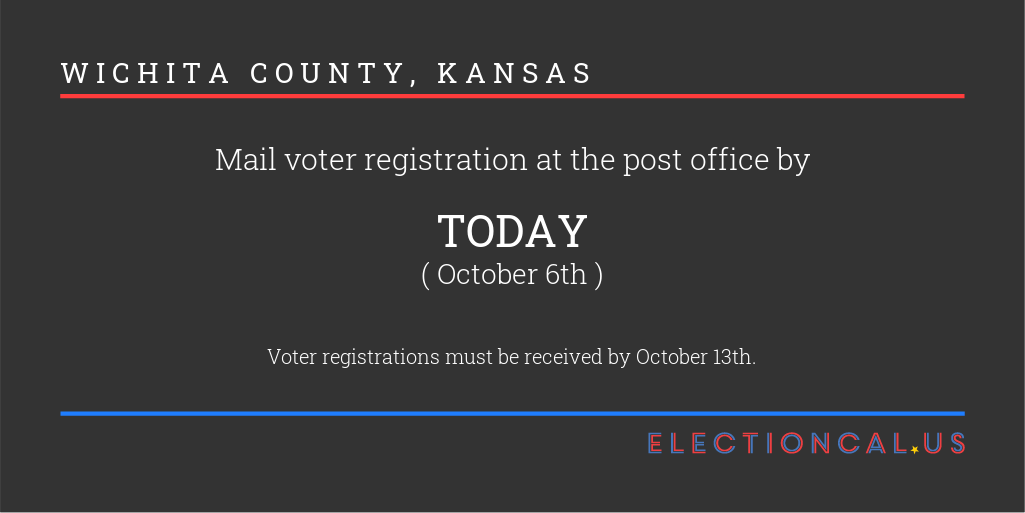 WICHITA COUNTY, KANSAS
Mail voter registration at the post office by
TODAY
( October 6th )
Voter registrations must be received by October 13th.
ELECTIONCAL.US